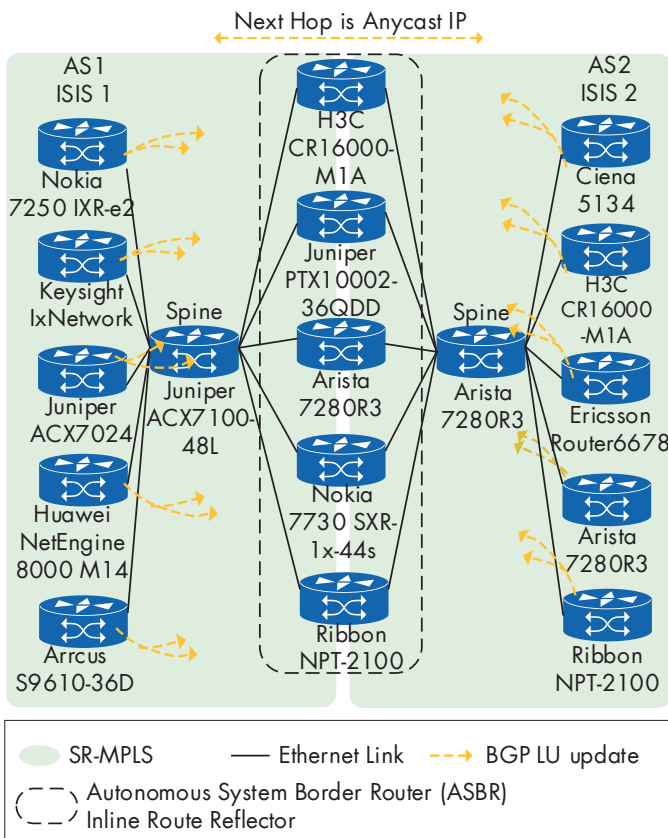 Next Hop is Anycast IP
AS1
ISIS 1
Nokia
7250 IXR-e2
Keysight
IxNetwork
Juniper
ACX7024
Huawei
NetEngine
8000 M14
Arrcus
S9610-36D
Spine
Juniper
ACX7100-
48L
H3C
CR16000-
M1A
Juniper
PTX10002-
36QDD
Arista
7280R3
Nokia
7730 SXR-
1x-44s
Ribbon
NPT-2100
Spine
Arista
7280R3
AS2
ISIS 2
Ciena
5134
H3C
CR16000
-M1A
Ericsson
Router6678
Arista
7280R3
Ribbon
NPT-2100
SR-MPLS
Ethernet Link
BGP LU update
Autonomous System Border Router (ASBR)
Inline Route Reflector